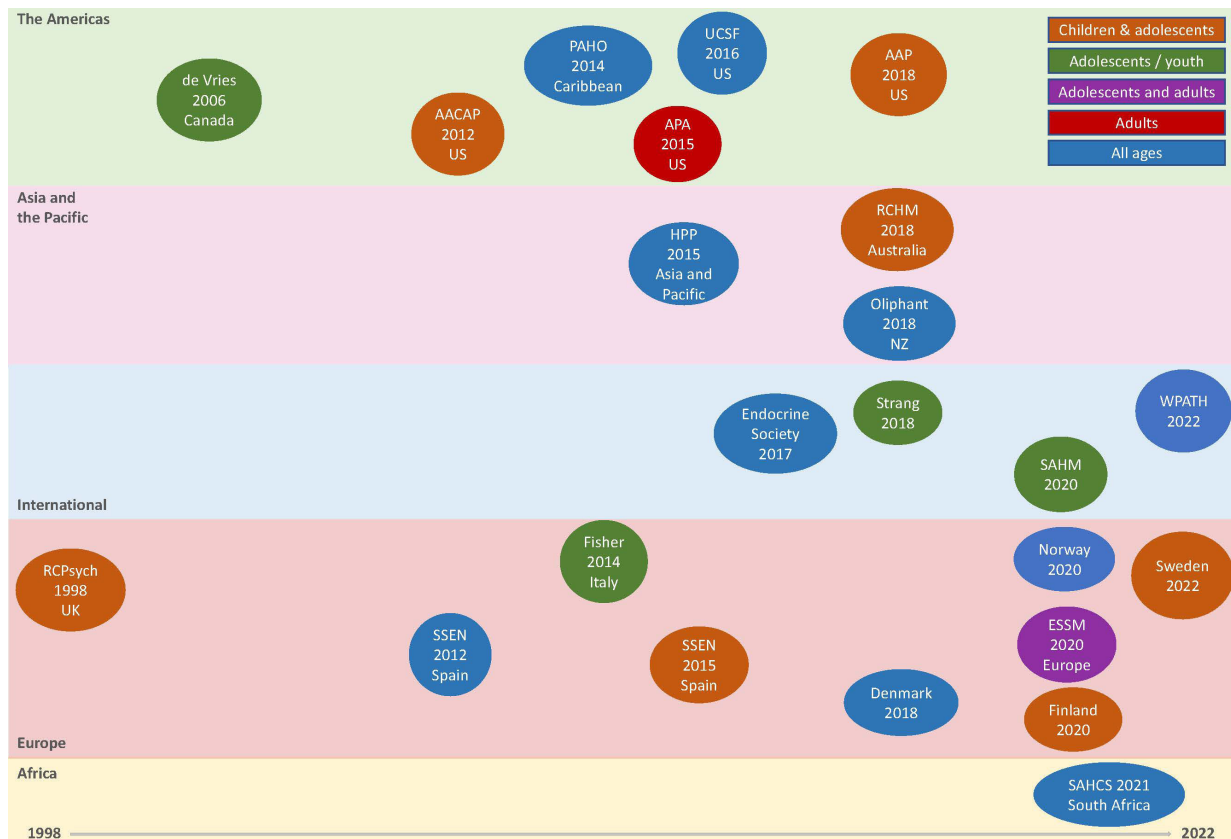 The Americas
de Vries
2006
Canada
AACAP
2012
US
PAHO
2014
Caribbean
UCSF
2016
US
APA
2015
US
AAP
2018
US
Children & adolescents
Adolescents / youth
Adolescents and adults
Adults
All ages
Asia and
the Pacific
HPP
2015
Asia and
Pacific
RCHM
2018
Australia
Oliphant
2018
NZ
Endocrine
Society
2017
Strang
2018
SAHM
2020
WPATH
2022
International
RCPsych
1998
UK
SSEN
2012
Spain
Fisher
2014
Italy
SSEN
2015
Spain
Denmark
2018
Norway
2020
ESSM
2020
Europe
Finland
2020
Sweden
2022
Europe
Africa
SAHCS 2021
South Africa
1998
2022